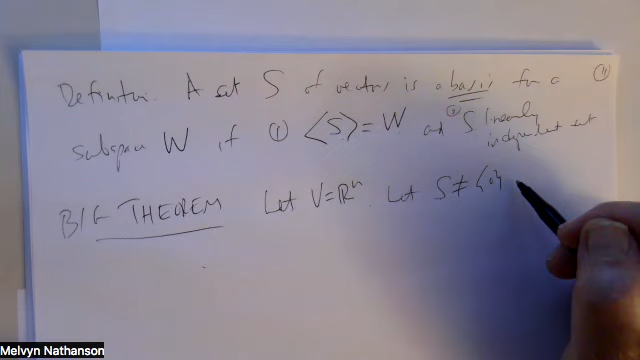 Definition. A set S of vectors is a basis for a (11)
subspace W if ① <S> = W and ② S linearly
independent set
BIG THEOREM Let V=ℝⁿ. Let S≠{0}
Melvyn Nathanson